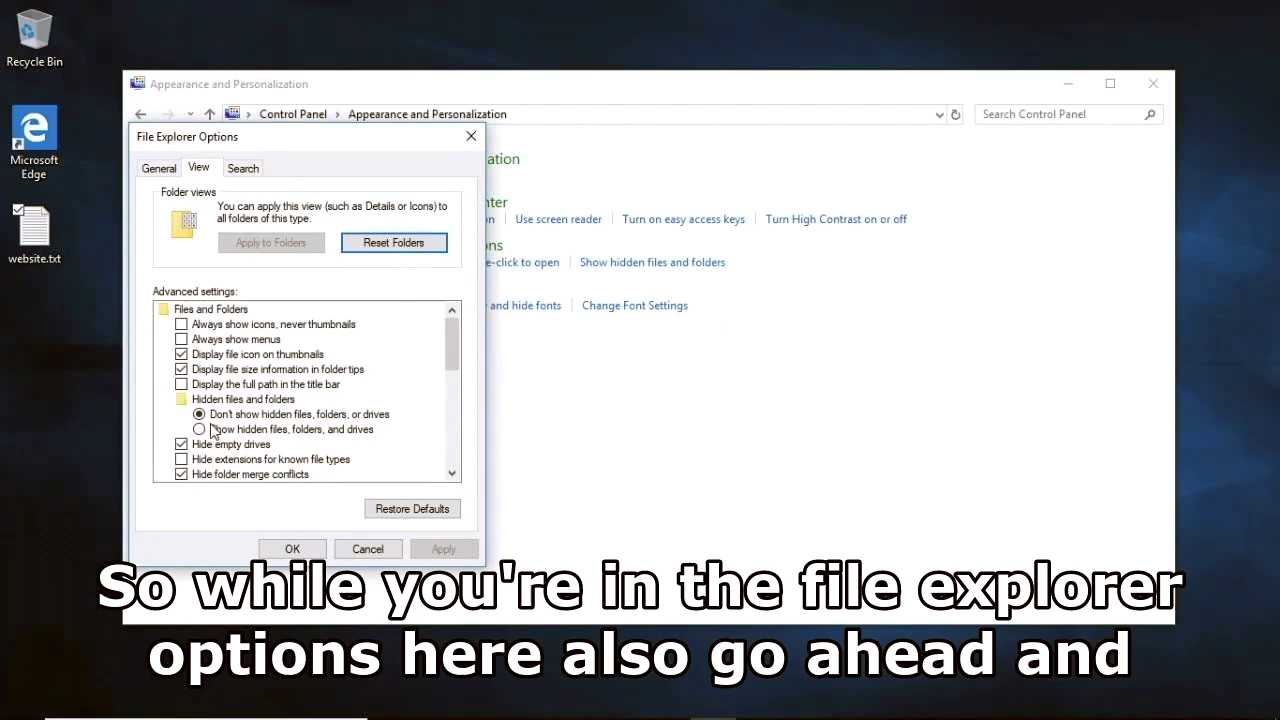 Recycle Bin
Microsoft
Edge
website.txt
Appearance and Personalization
Control Panel > Appearance and Personalization
Search Control Panel
File Explorer Options
General
View
Search
Folder views
You can apply this view (such as Details or Icons) to
all folders of this type.
Apply to Folders
Reset Folders
Advanced settings:
Files and Folders
Always show icons, never thumbnails
Always show menus
Display file icon on thumbnails
Display file size information in folder tips
Display the full path in the title bar
Hidden files and folders
Don't show hidden files, folders, or drives
how hidden files, folders, and drives
Hide empty drives
Hide extensions for known file types
Hide folder merge conflicts
Restore Defaults
OK
Cancel
Apply
ation
nter
on
Use screen reader
Turn on easy access keys
Turn High Contrast on or off
ons
e-click to open
Show hidden files and folders
and hide fonts
Change Font Settings
So while you're in the file explorer
options here also go ahead and